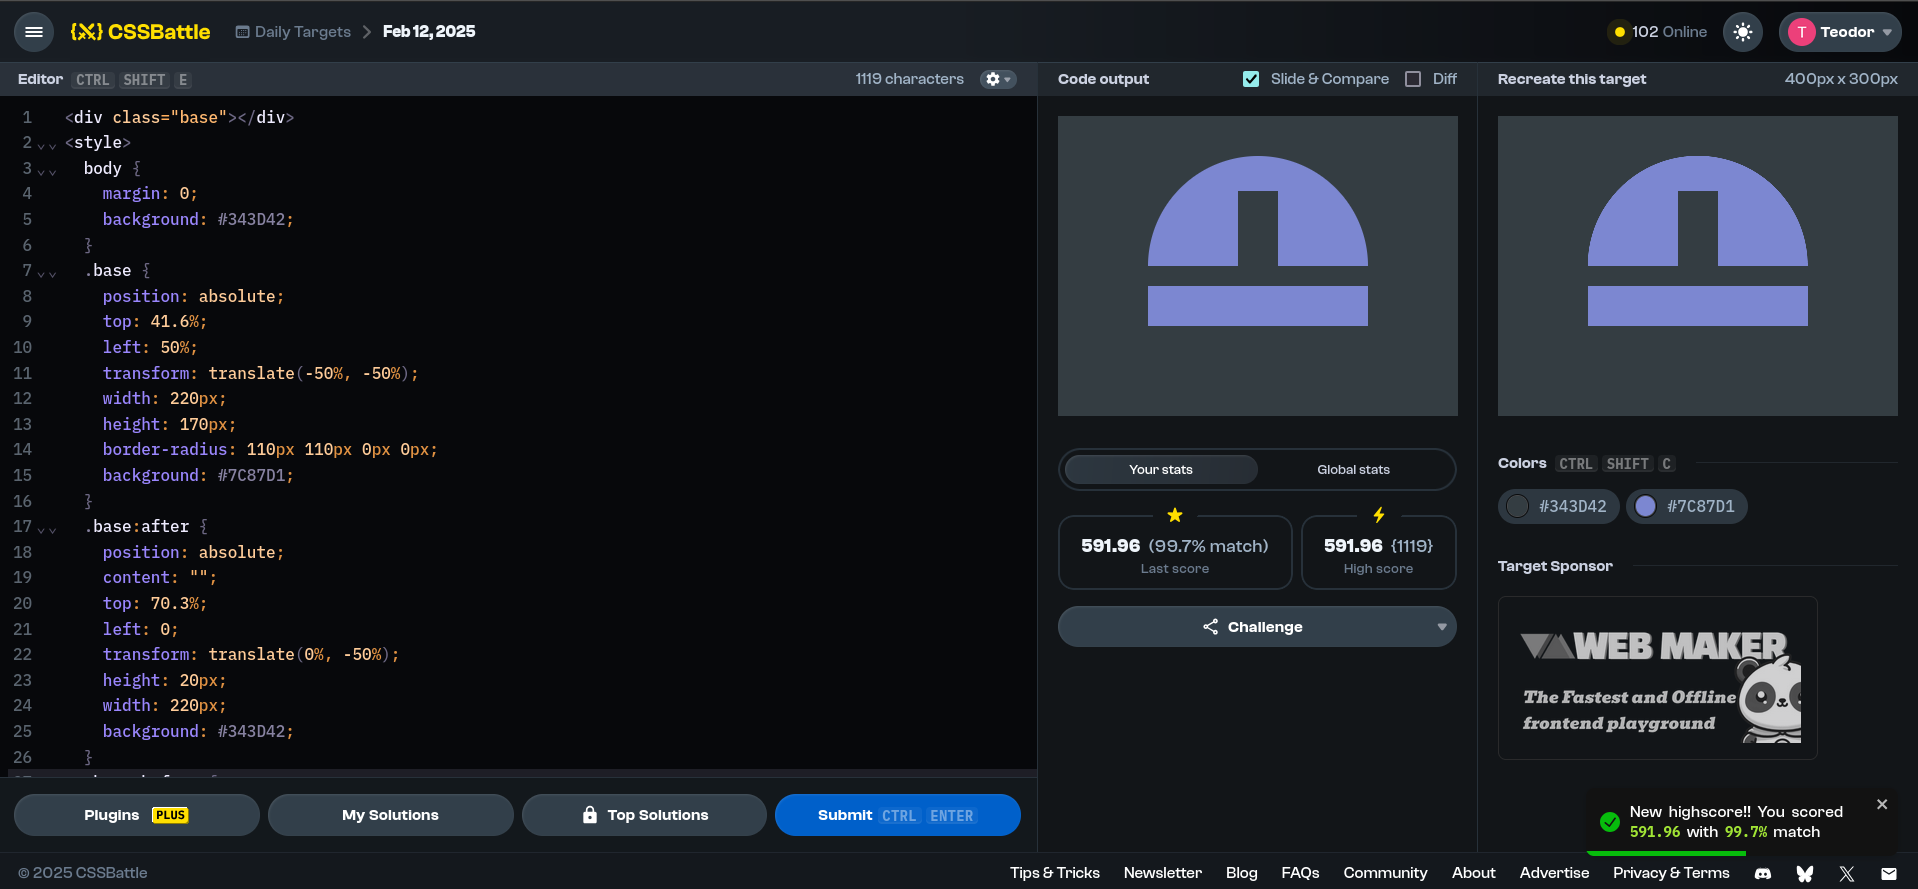 CSSBattle
Daily Targets
Feb 12, 2025
102 Online
T Teodor
Editor CTRL SHIFT E
1119 characters
Code output
Slide & Compare
Diff
Recreate this target
400px x 300px
1 <div class="base"></div>
2 <style>
3 body {
4 margin: 0;
5 background: #343D42;
6 }
7 .base {
8 position: absolute;
9 top: 41.6%;
10 left: 50%;
11 transform: translate(-50%, -50%);
12 width: 220px;
13 height: 170px;
14 border-radius: 110px 110px 0px 0px;
15 background: #7C87D1;
16 }
17 .base:after {
18 position: absolute;
19 content: "";
20 top: 70.3%;
21 left: 0;
22 transform: translate(0%, -50%);
23 height: 20px;
24 width: 220px;
25 background: #343D42;
26 }
Your stats
Global stats
591.96 (99.7% match)
Last score
591.96 {1119}
High score
Challenge
Colors CTRL SHIFT C
#343D42
#7C87D1
Target Sponsor
WEB MAKER
The Fastest and Offline
frontend playground
Plugins PLUS
My Solutions
Top Solutions
Submit CTRL ENTER
New highscore!! You scored
591.96 with 99.7% match
© 2025 CSSBattle
Tips & Tricks
Newsletter
Blog
FAQs
Community
About
Advertise
Privacy & Terms